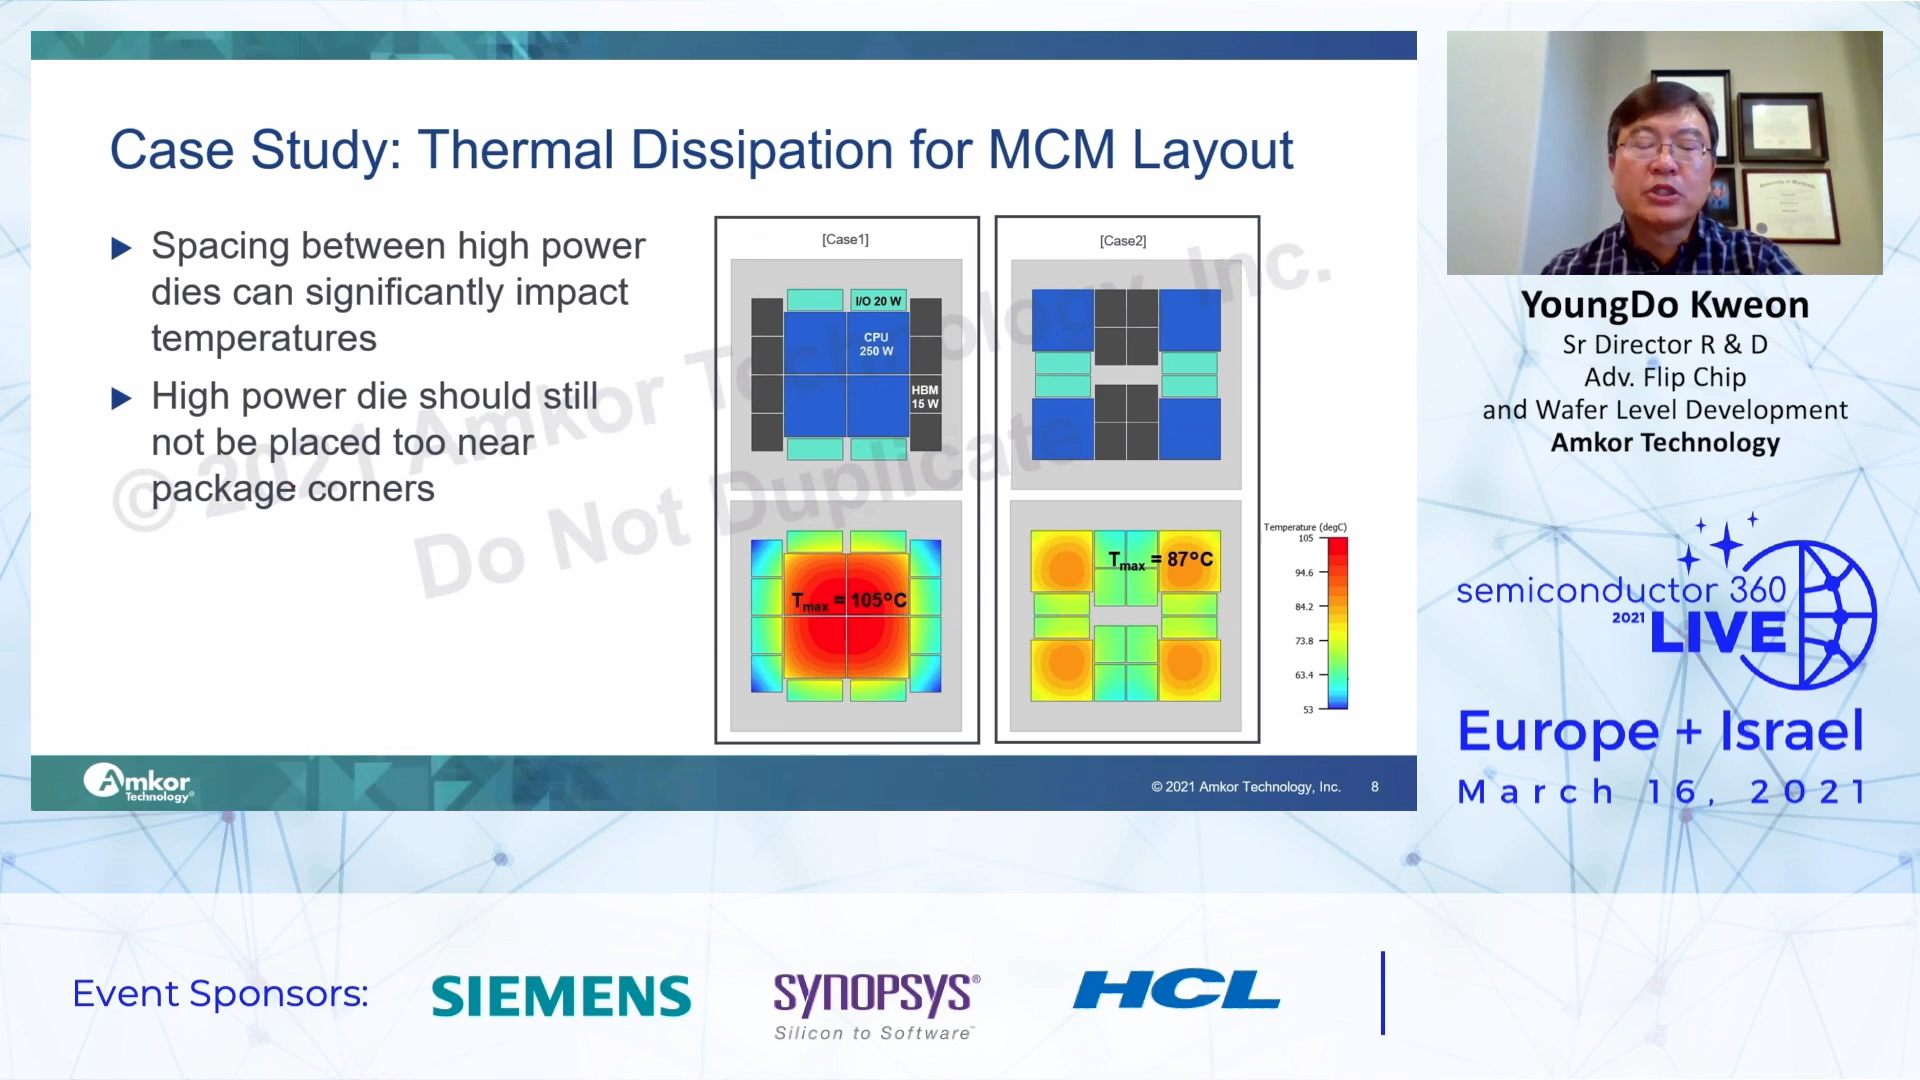 Case Study: Thermal Dissipation for MCM Layout
Spacing between high power
dies can significantly impact
temperatures
High power die should still
not be placed too near
package corners
© 2021 Amkor Technology, Inc.
Do Not Duplicate
[Case1]
I/O 20 W
CPU
250 W
HBM
15 W
Tmax = 105°C
[Case2]
Tmax = 87°C
Temperature (degC)
105
94.6
84.2
73.8
63.4
53
Amkor
Technology®
© 2021 Amkor Technology, Inc.
8
YoungDo Kweon
Sr Director R & D
Adv. Flip Chip
and Wafer Level Development
Amkor Technology
semiconductor 360
2021 LIVE
Europe + Israel
March 16, 2021
Event Sponsors:
SIEMENS
SYNOPSYS®
Silicon to Software™
HCL